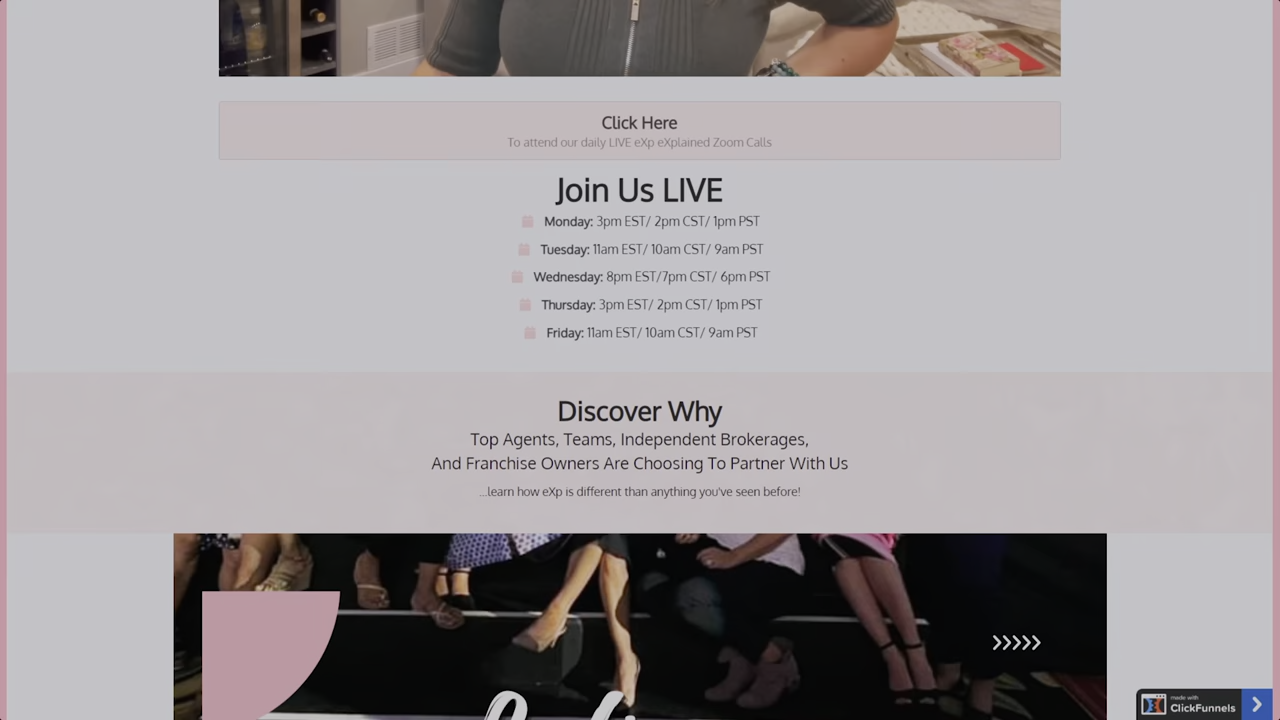 Click Here
To attend our daily LIVE eXp eXplained Zoom Calls
Join Us LIVE
Monday: 3pm EST/ 2pm CST/ 1pm PST
Tuesday: 11am EST/ 10am CST/ 9am PST
Wednesday: 8pm EST/7pm CST/ 6pm PST
Thursday: 3pm EST/ 2pm CST/ 1pm PST
Friday: 11am EST/ 10am CST/ 9am PST
Discover Why
Top Agents, Teams, Independent Brokerages,
And Franchise Owners Are Choosing To Partner With Us
...learn how eXp is different than anything you've seen before!
made with
ClickFunnels